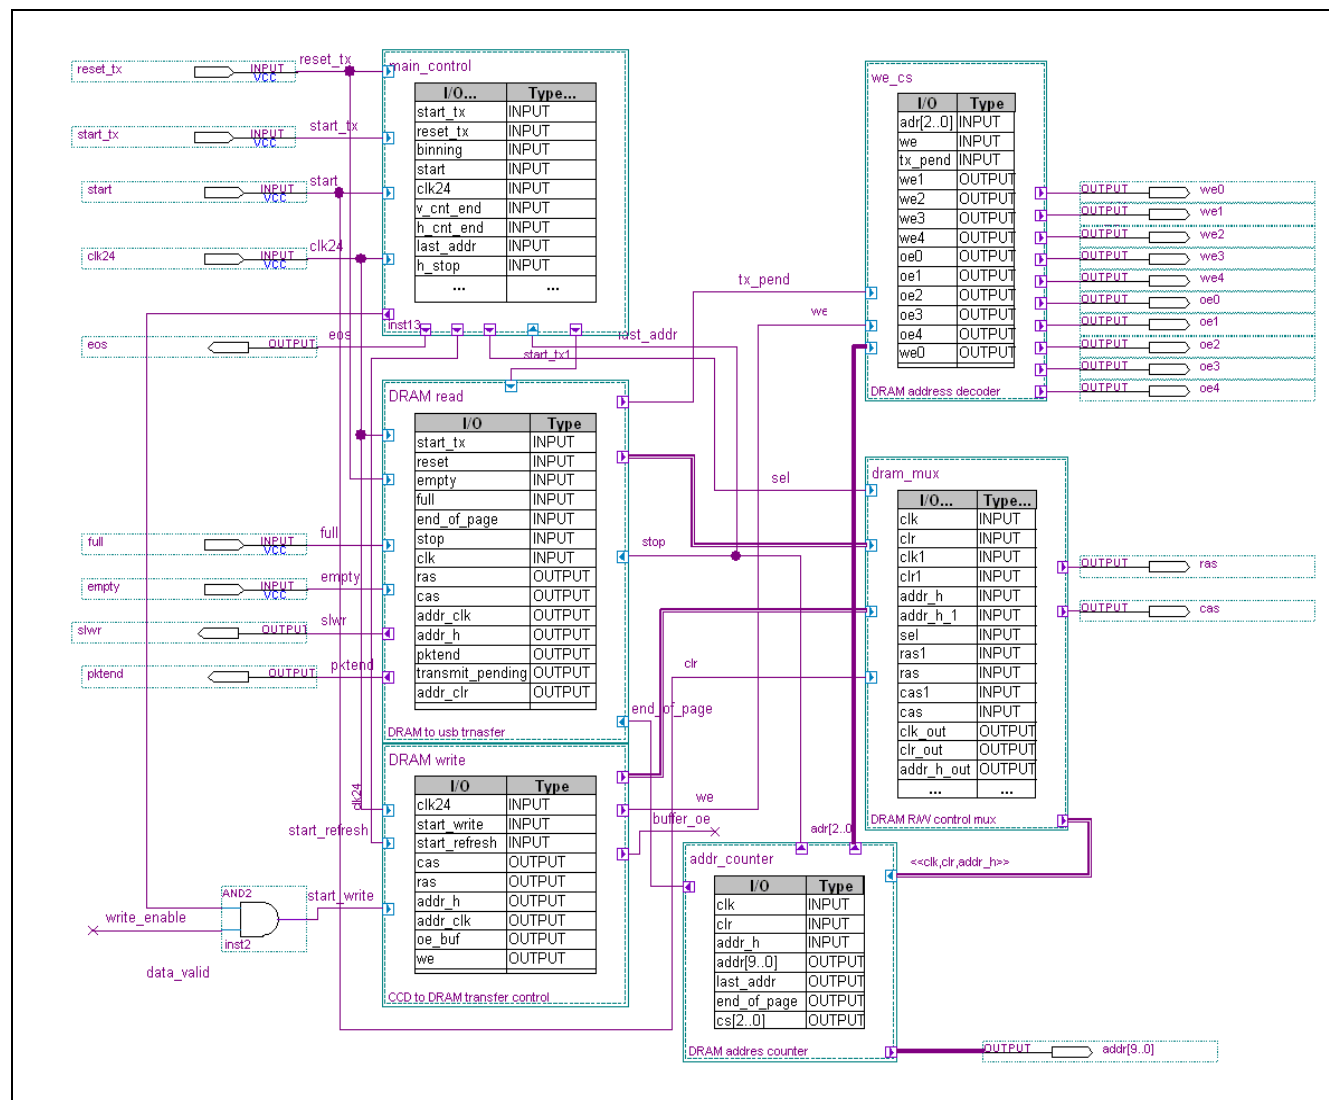 reset_tx
INPUT
VCC
reset_tx
start_tx
INPUT
VCC
start_tx
start
INPUT
VCC
start
clk24
INPUT
VCC
clk24
eos
OUTPUT
eos
main_control
I/O... Type...
start_tx INPUT
reset_tx INPUT
binning INPUT
start INPUT
clk24 INPUT
v_cnt_end INPUT
h_cnt_end INPUT
last_addr INPUT
h_stop INPUT
... ...
inst13
start_tx1
last_addr
DRAM read
I/O Type
start_tx INPUT
reset INPUT
empty INPUT
full INPUT
end_of_page INPUT
stop INPUT
clk INPUT
ras OUTPUT
cas OUTPUT
addr_clk OUTPUT
addr_h OUTPUT
pktend OUTPUT
transmit_pending OUTPUT
addr_clr OUTPUT
DRAM to usb trnasfer
full
INPUT
VCC
full
empty
INPUT
VCC
empty
slwr
OUTPUT
slwr
pktend
OUTPUT
pktend
DRAM write
I/O Type
clk24 INPUT
start_write INPUT
start_refresh INPUT
cas OUTPUT
ras OUTPUT
addr_h OUTPUT
addr_clk OUTPUT
oe_buf OUTPUT
we OUTPUT
CCD to DRAM transfer control
clk24
start_refresh
start_write
AND2
inst2
write_enable
data_valid
tx_pend
we
sel
stop
clr
end_of_page
we
buffer_oe
adr[2..0]
we_cs
I/O Type
adr[2..0] INPUT
we INPUT
tx_pend INPUT
we1 OUTPUT
we2 OUTPUT
we3 OUTPUT
we4 OUTPUT
oe0 OUTPUT
oe1 OUTPUT
oe2 OUTPUT
oe3 OUTPUT
oe4 OUTPUT
we0 OUTPUT
DRAM address decoder
OUTPUT we0
OUTPUT we1
OUTPUT we2
OUTPUT we3
OUTPUT we4
OUTPUT oe0
OUTPUT oe1
OUTPUT oe2
OUTPUT oe3
OUTPUT oe4
dram_mux
I/O... Type...
clk INPUT
clr INPUT
clk1 INPUT
clr1 INPUT
addr_h INPUT
addr_h_1 INPUT
sel INPUT
ras1 INPUT
ras INPUT
cas1 INPUT
cas INPUT
clk_out OUTPUT
clr_out OUTPUT
addr_h_out OUTPUT
... ...
DRAM R/W control mux
OUTPUT ras
OUTPUT cas
<<clk,clr,addr_h>>
addr_counter
I/O Type
clk INPUT
clr INPUT
addr_h INPUT
addr[9..0] OUTPUT
last_addr OUTPUT
end_of_page OUTPUT
cs[2..0] OUTPUT
DRAM addres counter
OUTPUT addr[9..0]